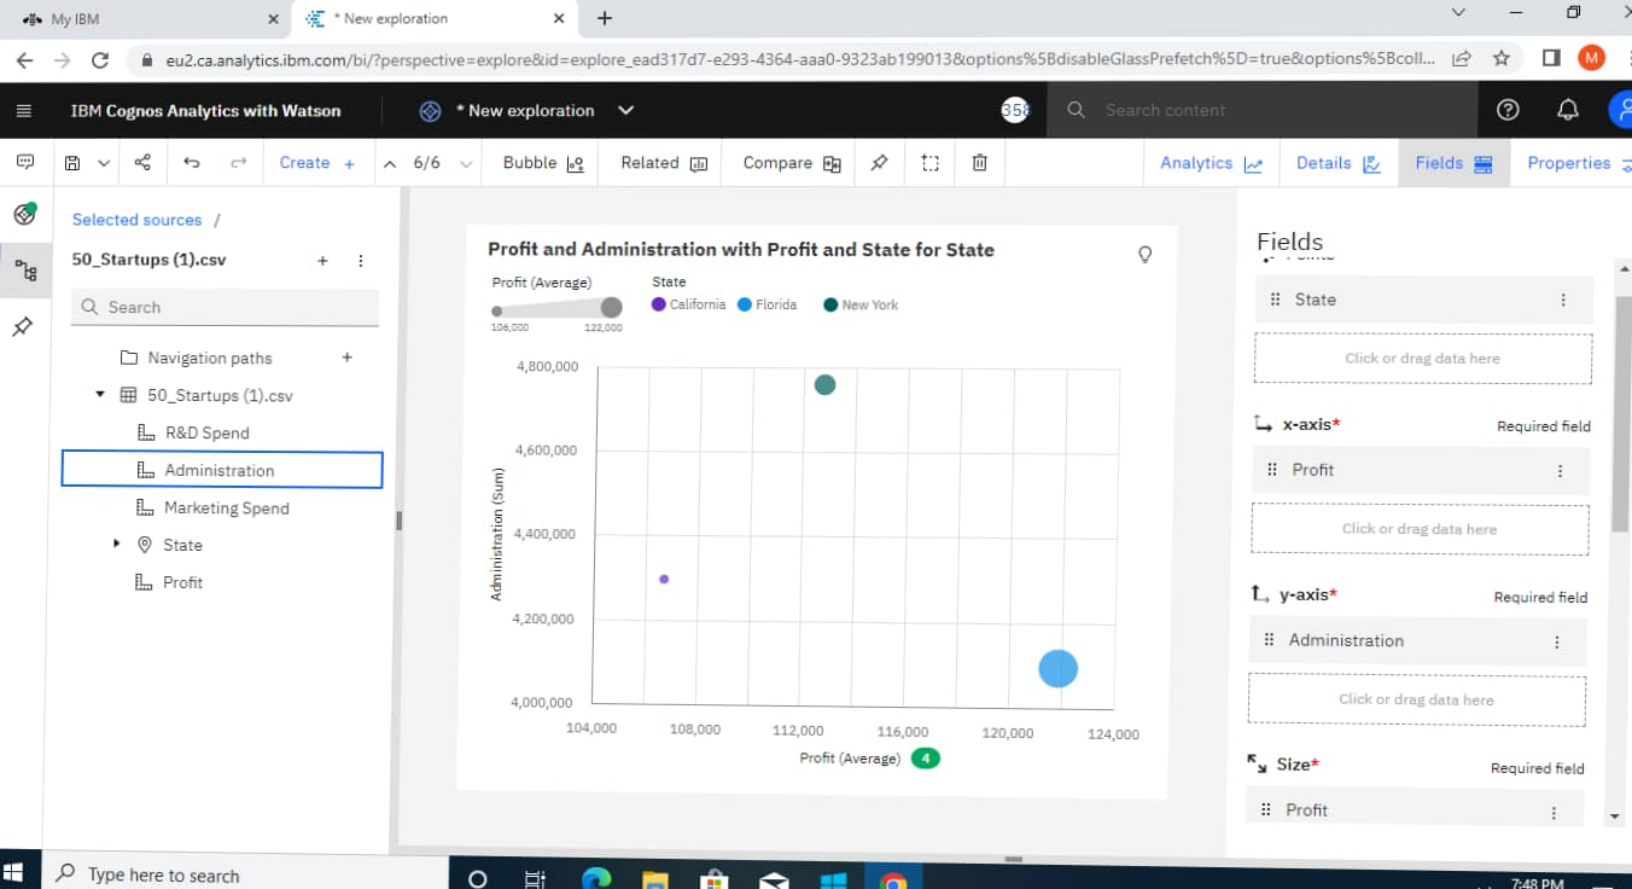 My IBM
* New exploration
eu2.ca.analytics.ibm.com/bi/?perspective=explore&id=explore_ead317d7-e293-4364-aaa0-9323ab199013&options%5BdisableGlassPrefetch%5D=true&options%5Bcoll...
M
IBM Cognos Analytics with Watson
* New exploration
358
Search content
Create +
6/6
Bubble
Related
Compare
Analytics
Details
Fields
Properties
Selected sources /
50_Startups (1).csv
Search
Navigation paths
50_Startups (1).csv
R&D Spend
Administration
Marketing Spend
State
Profit
Profit and Administration with Profit and State for State
Profit (Average)
106,000
122,000
State
California
Florida
New York
4,800,000
4,600,000
4,400,000
4,200,000
4,000,000
Administration (Sum)
104,000
108,000
112,000
116,000
120,000
124,000
Profit (Average) 4
Fields
Points
State
Click or drag data here
x-axis*
Required field
Profit
Click or drag data here
y-axis*
Required field
Administration
Click or drag data here
Size*
Required field
Profit
Type here to search
7:48 PM